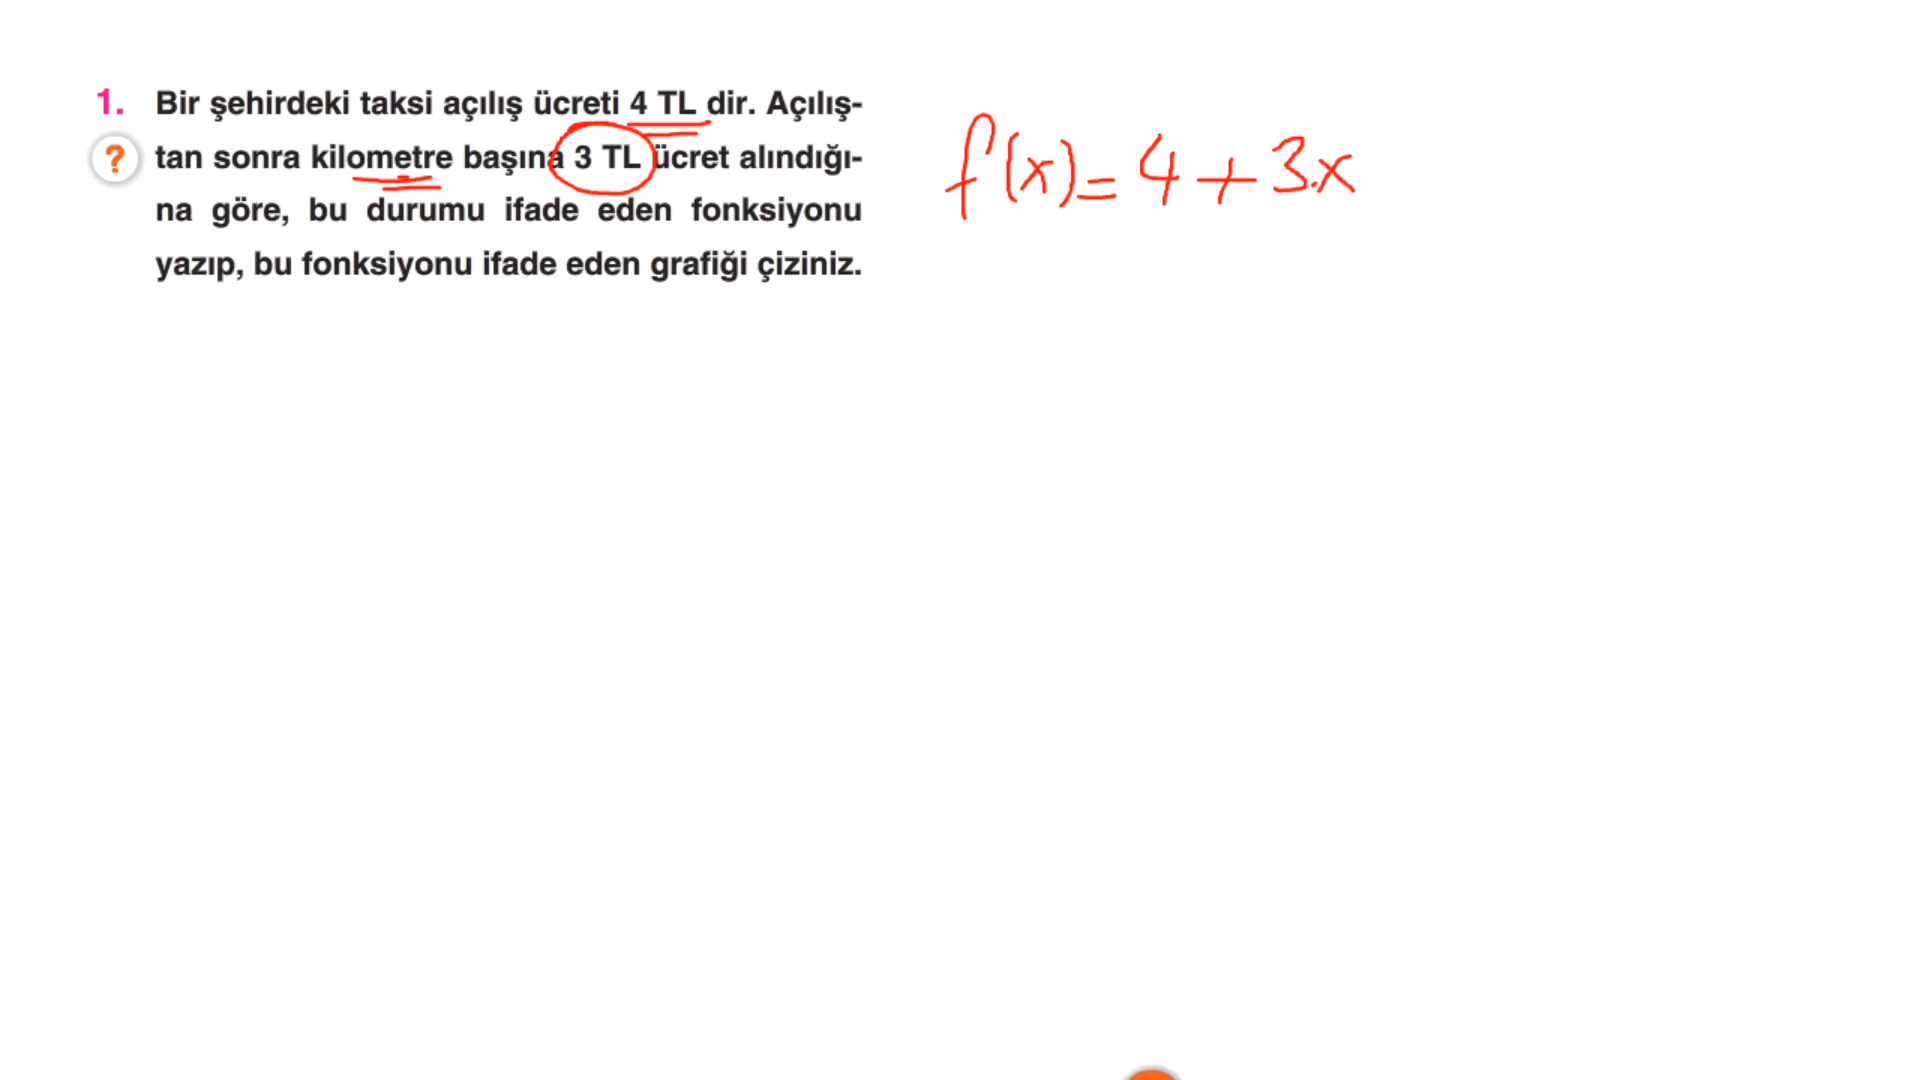 1. Bir şehirdeki taksi açılış ücreti 4 TL dir. Açılış-
? tan sonra kilometre başına 3 TL ücret alındığı-
na göre, bu durumu ifade eden fonksiyonu
yazıp, bu fonksiyonu ifade eden grafiği çiziniz.
f(x) = 4 + 3.x